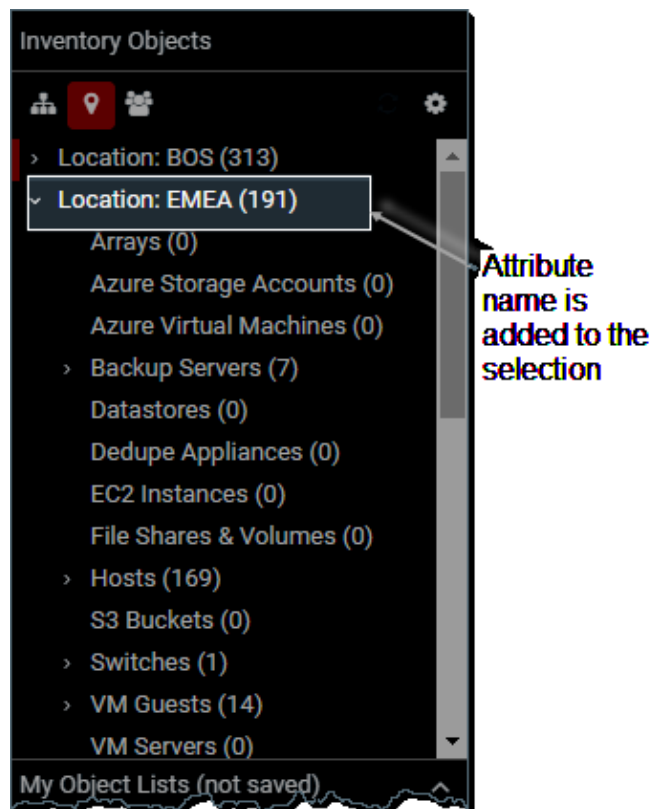 Inventory Objects
Location: BOS (313)
Location: EMEA (191)
Arrays (0)
Azure Storage Accounts (0)
Azure Virtual Machines (0)
Backup Servers (7)
Datastores (0)
Dedupe Appliances (0)
EC2 Instances (0)
File Shares & Volumes (0)
Hosts (169)
S3 Buckets (0)
Switches (1)
VM Guests (14)
VM Servers (0)
My Object Lists (not saved)
Attribute
name is
added to the
selection